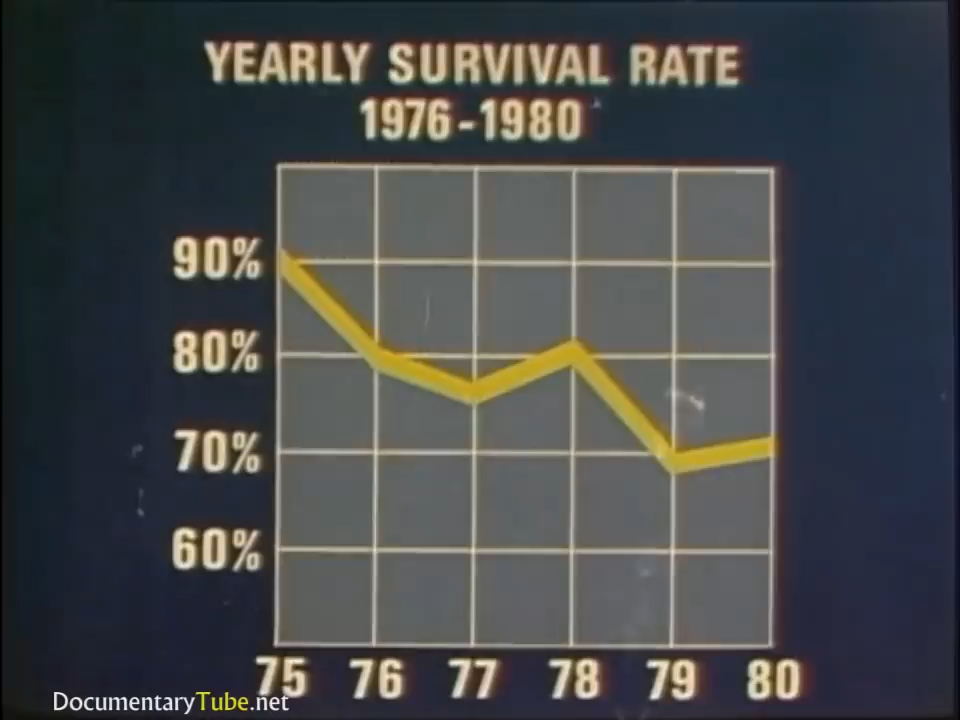 YEARLY SURVIVAL RATE
1976-1980
90%
80%
70%
60%
75 76 77 78 79 80
DocumentaryTube.net